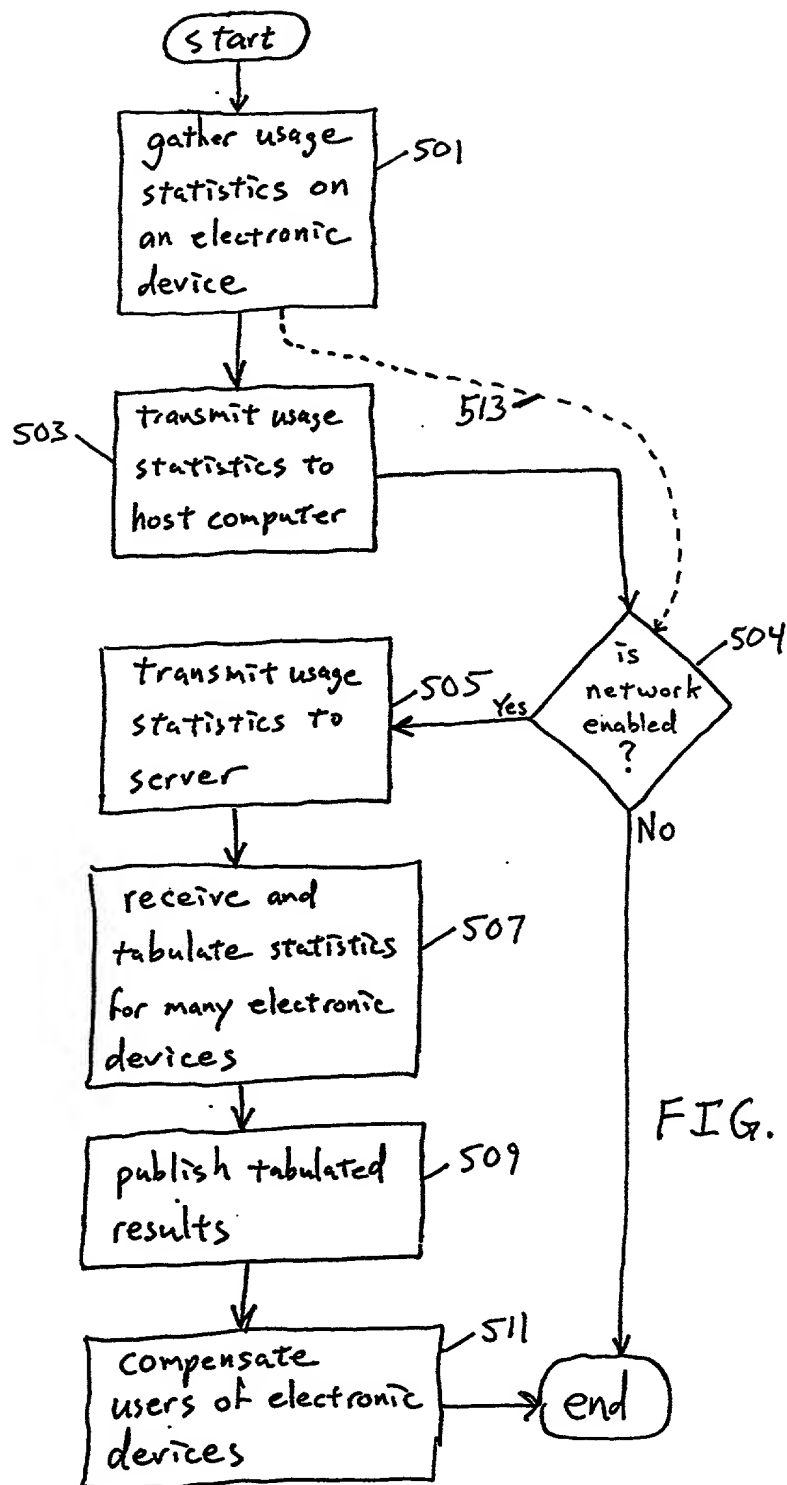 start
gather usage
statistics on
an electronic
device
501
transmit usage
statistics to
host computer
503
513
is
network
enabled
?
504
Yes
No
transmit usage
statistics to
server
505
receive and
tabulate statistics
for many electronic
devices
507
publish tabulated
results
509
compensate
users of electronic
devices
511
end
FIG.